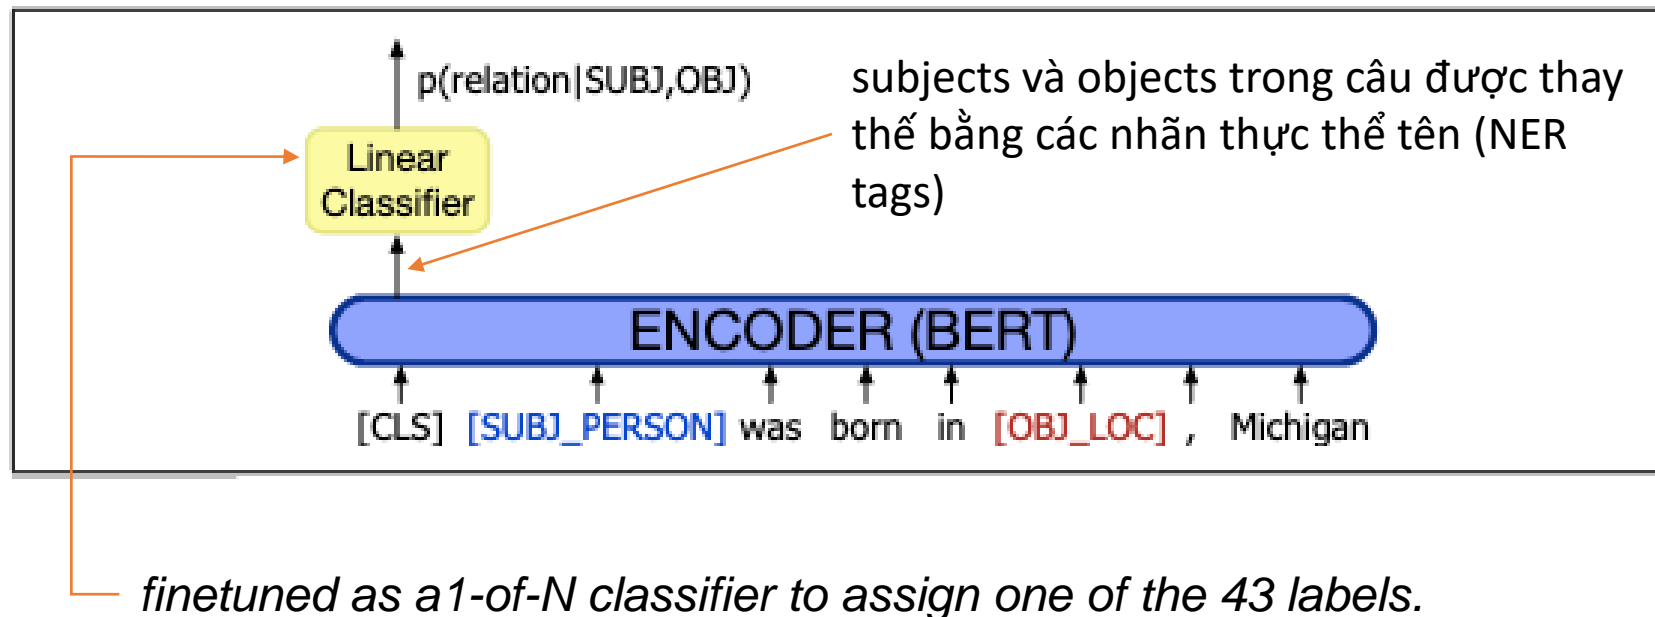 p(relation|SUBJ,OBJ)
subjects và objects trong câu được thay
thế bằng các nhãn thực thể tên (NER
tags)
Linear
Classifier
ENCODER (BERT)
[CLS] [SUBJ_PERSON] was born in [OBJ_LOC] , Michigan
finetuned as a1-of-N classifier to assign one of the 43 labels.